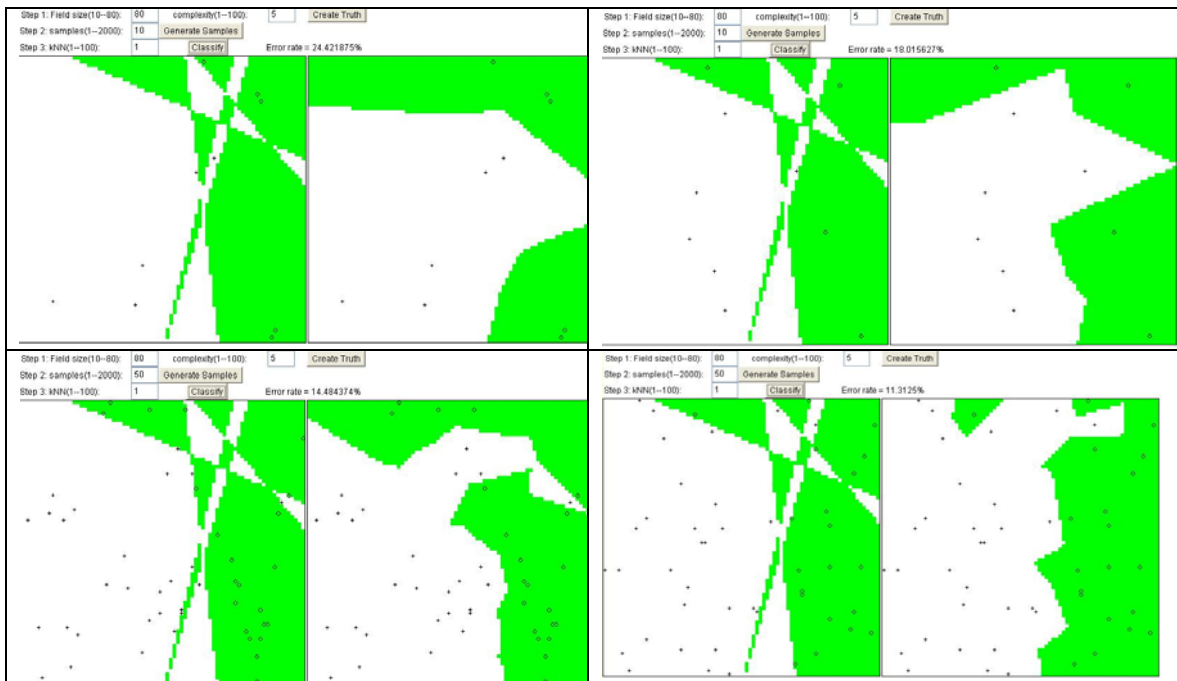 Step 1: Field size(10--80): 80 complexity(1--100): 5 Create Truth
Step 2: samples(1--2000): 10 Generate Samples
Step 3: kNN(1--100): 1 Classify Error rate = 24.421875%
Step 1: Field size(10--80): 80 complexity(1--100): 5 Create Truth
Step 2: samples(1--2000): 10 Generate Samples
Step 3: kNN(1--100): 1 Classify Error rate = 18.015627%
Step 1: Field size(10--80): 80 complexity(1--100): 5 Create Truth
Step 2: samples(1--2000): 50 Generate Samples
Step 3: kNN(1--100): 1 Classify Error rate = 14.484374%
Step 1: Field size(10--80): 80 complexity(1--100): 5 Create Truth
Step 2: samples(1--2000): 50 Generate Samples
Step 3: kNN(1--100): 1 Classify Error rate = 11.3125%